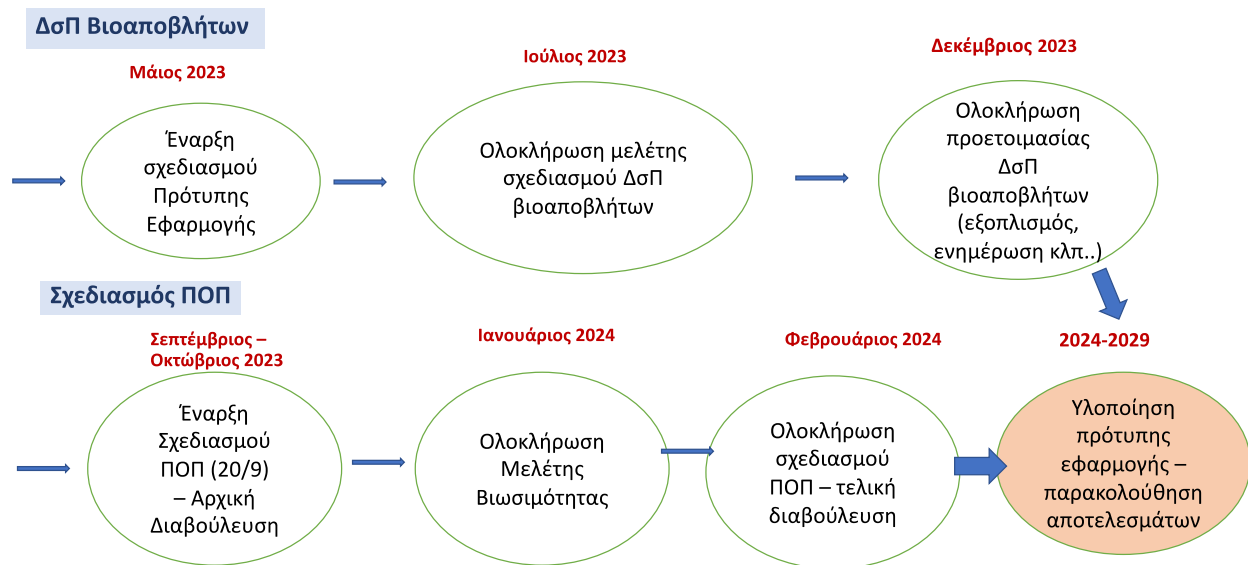 ΔσΠ Βιοαποβλήτων
Μάιος 2023
Έναρξη
σχεδιασμού
Πρότυπης
Εφαρμογής
Ιούλιος 2023
Ολοκλήρωση μελέτης
σχεδιασμού ΔσΠ
βιοαποβλήτων
Δεκέμβριος 2023
Ολοκλήρωση
προετοιμασίας
ΔσΠ
βιοαποβλήτων
(εξοπλισμός,
ενημέρωση κλπ..)
Σχεδιασμός ΠΟΠ
Σεπτέμβριος –
Οκτώβριος 2023
Έναρξη
Σχεδιασμού
ΠΟΠ (20/9)
– Αρχική
Διαβούλευση
Ιανουάριος 2024
Ολοκλήρωση
Μελέτης
Βιωσιμότητας
Φεβρουάριος 2024
Ολοκλήρωση
σχεδιασμού
ΠΟΠ – τελική
διαβούλευση
2024-2029
Υλοποίηση
πρότυπης
εφαρμογής –
παρακολούθηση
αποτελεσμάτων